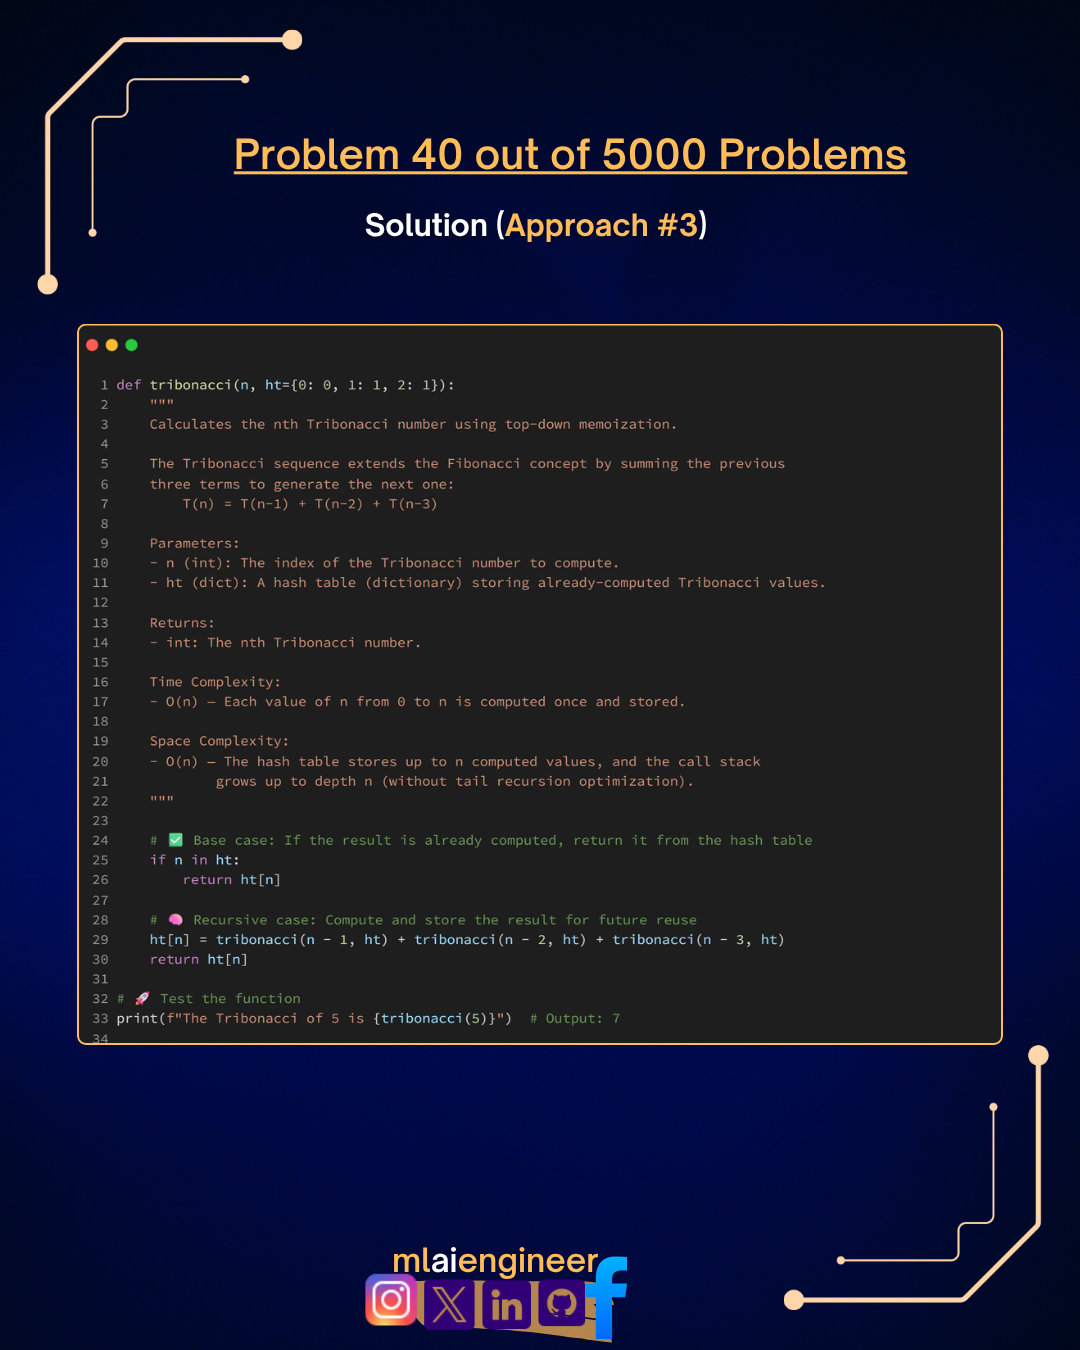 Problem 40 out of 5000 Problems
Solution (Approach #3)
1 def tribonacci(n, ht={0: 0, 1: 1, 2: 1}):
2     """
3     Calculates the nth Tribonacci number using top-down memoization.
4
5     The Tribonacci sequence extends the Fibonacci concept by summing the previous
6     three terms to generate the next one:
7         T(n) = T(n-1) + T(n-2) + T(n-3)
8
9     Parameters:
10     - n (int): The index of the Tribonacci number to compute.
11     - ht (dict): A hash table (dictionary) storing already-computed Tribonacci values.
12
13     Returns:
14     - int: The nth Tribonacci number.
15
16     Time Complexity:
17     - O(n) — Each value of n from 0 to n is computed once and stored.
18
19     Space Complexity:
20     - O(n) — The hash table stores up to n computed values, and the call stack
21             grows up to depth n (without tail recursion optimization).
22     """
23
24     # ✅ Base case: If the result is already computed, return it from the hash table
25     if n in ht:
26         return ht[n]
27
28     # 🧠 Recursive case: Compute and store the result for future reuse
29     ht[n] = tribonacci(n - 1, ht) + tribonacci(n - 2, ht) + tribonacci(n - 3, ht)
30     return ht[n]
31
32 # 🚀 Test the function
33 print(f"The Tribonacci of 5 is {tribonacci(5)}")  # Output: 7
34
mlaiengineer